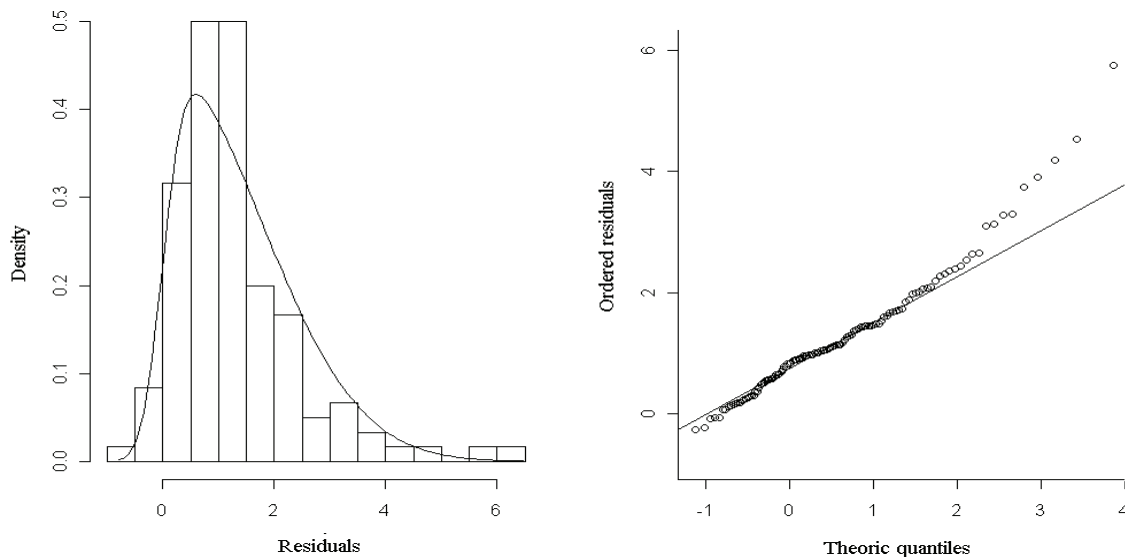 0.5
0.4
0.3
0.2
0.1
0.0
Density
0 2 4 6
Residuals
6
4
2
0
Ordered residuals
-1 0 1 2 3 4
Theoric quantiles